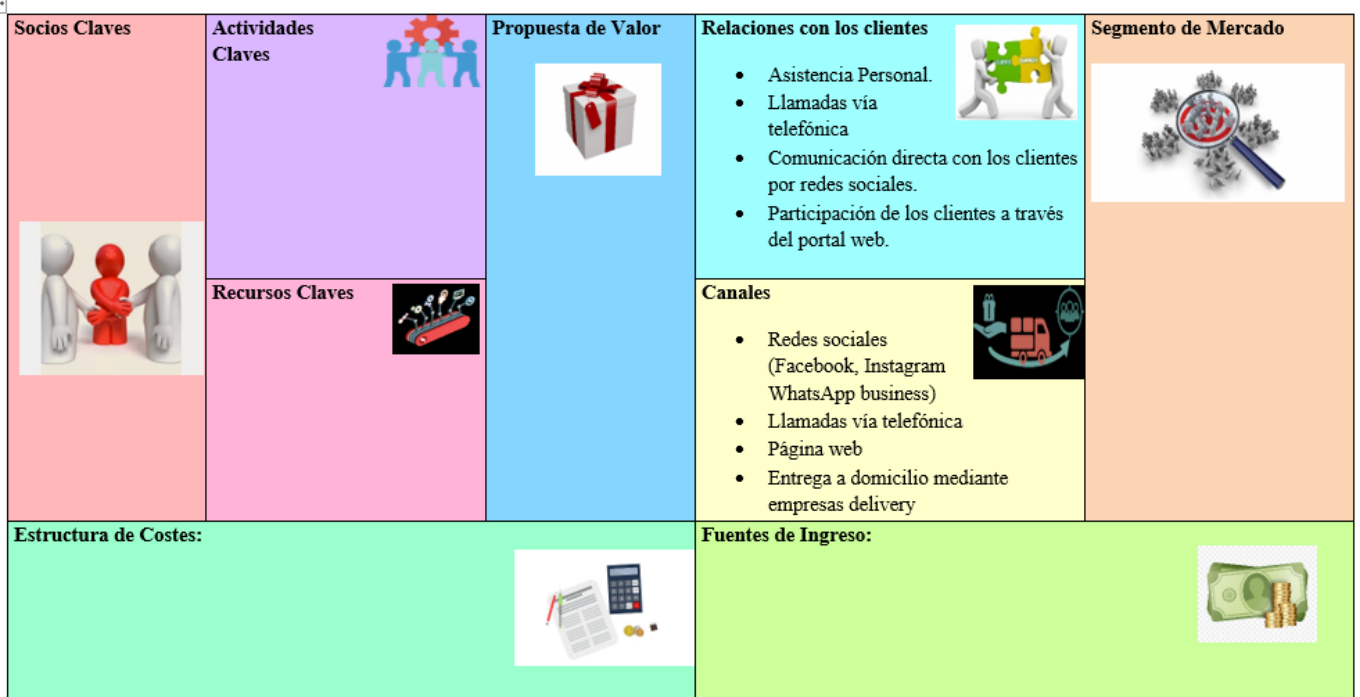 Socios Claves
Actividades
Claves
Propuesta de Valor
Relaciones con los clientes
• Asistencia Personal.
• Llamadas vía
telefónica
• Comunicación directa con los clientes
por redes sociales.
• Participación de los clientes a través
del portal web.
Segmento de Mercado
Recursos Claves
Canales
• Redes sociales
(Facebook, Instagram
WhatsApp business)
• Llamadas vía telefónica
• Página web
• Entrega a domicilio mediante
empresas delivery
Estructura de Costes:
Fuentes de Ingreso: